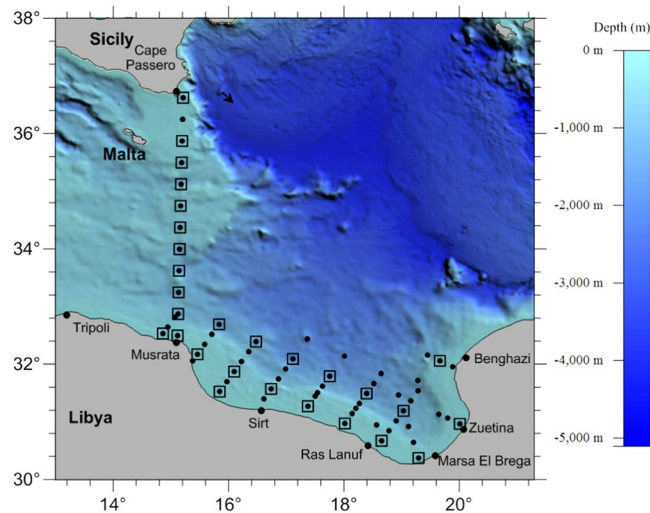 38°
36°
34°
32°
30°
14°
16°
18°
20°
Sicily
Cape
Passero
Malta
Tripoli
Musrata
Benghazi
Sirt
Zuetina
Libya
Ras Lanuf
Marsa El Brega
Depth (m)
0 m
-1,000 m
-2,000 m
-3,000 m
-4,000 m
-5,000 m